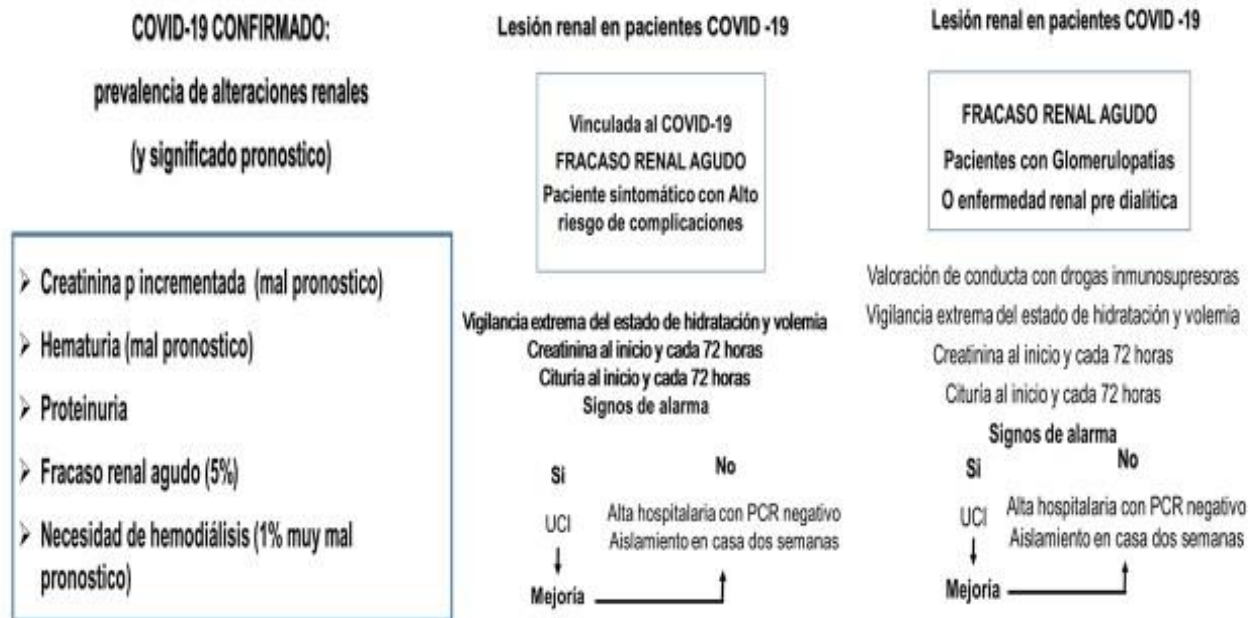 COVID-19 CONFIRMADO:
prevalencia de alteraciones renales
(y significado pronostico)
➢ Creatinina p incrementada (mal pronostico)
➢ Hematuria (mal pronostico)
➢ Proteinuria
➢ Fracaso renal agudo (5%)
➢ Necesidad de hemodiálisis (1% muy mal
pronostico)
Lesión renal en pacientes COVID -19
Vinculada al COVID-19
FRACASO RENAL AGUDO
Paciente sintomático con Alto
riesgo de complicaciones
Vigilancia extrema del estado de hidratación y volemia
Creatinina al inicio y cada 72 horas
Cituría al inicio y cada 72 horas
Signos de alarma
Si
No
UCI
Alta hospitalaria con PCR negativo
Aislamiento en casa dos semanas
Mejoría
Lesión renal en pacientes COVID -19
FRACASO RENAL AGUDO
Pacientes con Glomerulopatias
O enfermedad renal pre dialítica
Valoración de conducta con drogas inmunosupresoras
Vigilancia extrema del estado de hidratación y volemia
Creatinina al inicio y cada 72 horas
Cituría al inicio y cada 72 horas
Signos de alarma
Si
No
UCI
Alta hospitalaria con PCR negativo
Aislamiento en casa dos semanas
Mejoría